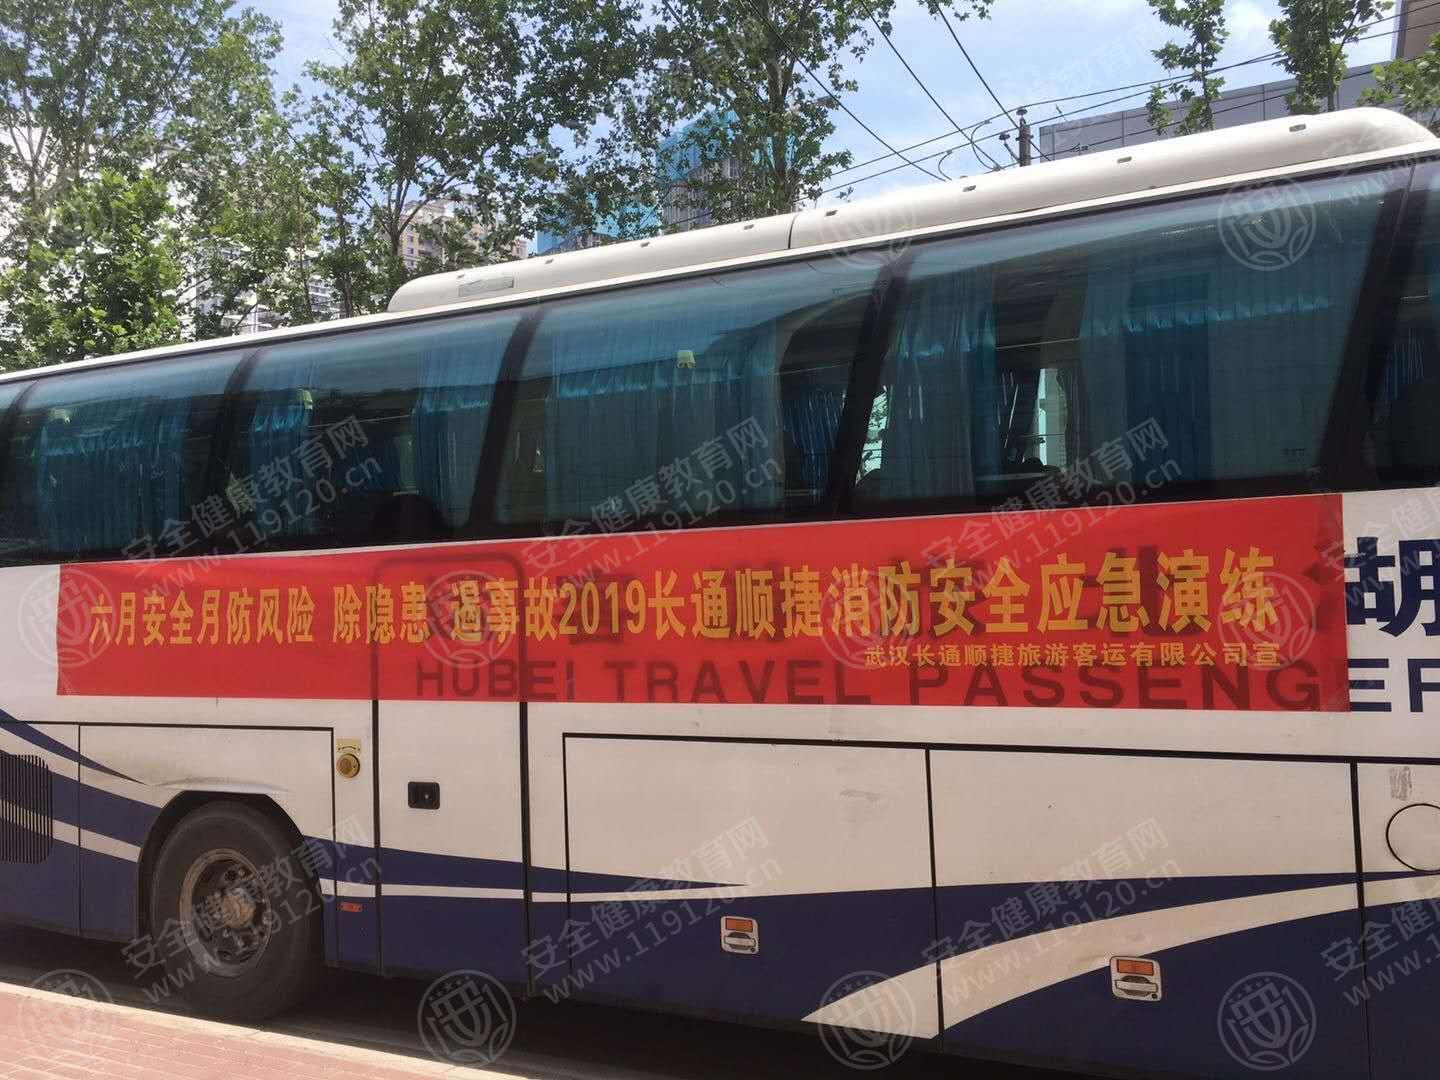 六月安全月防风险 除隐患 遏事故2019长通顺捷消防安全应急演练
武汉长通顺捷旅游客运有限公司宣
湖
HUBEI TRAVEL PASSENGER
安全健康教育网
www.119120.cn